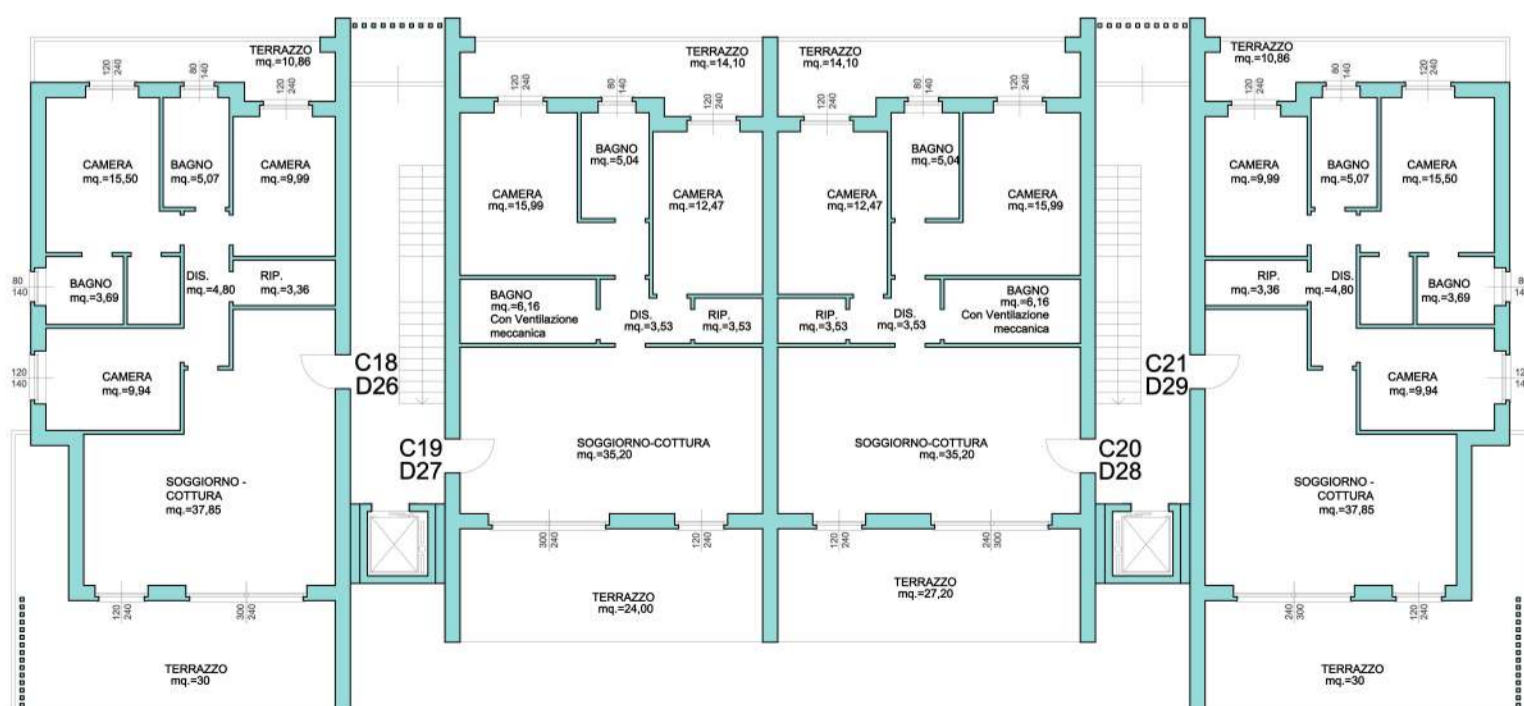 TERRAZZO
mq.=10,86
120
240
80
140
120
240
CAMERA
mq.=15,50
BAGNO
mq.=5,07
CAMERA
mq.=9,99
80
140
BAGNO
mq.=3,69
DIS.
mq.=4,80
RIP.
mq.=3,36
120
140
CAMERA
mq.=9,94
C18
D26
SOGGIORNO -
COTTURA
mq.=37,85
120
240
300
240
TERRAZZO
mq.=30
TERRAZZO
mq.=14,10
120
240
80
140
120
240
CAMERA
mq.=15,99
BAGNO
mq.=5,04
CAMERA
mq.=12,47
BAGNO
mq.=6,16
Con Ventilazione
meccanica
DIS.
mq.=3,53
RIP.
mq.=3,53
C19
D27
SOGGIORNO-COTTURA
mq.=35,20
300
240
120
240
TERRAZZO
mq.=24,00
TERRAZZO
mq.=14,10
120
240
80
140
120
240
CAMERA
mq.=12,47
BAGNO
mq.=5,04
CAMERA
mq.=15,99
RIP.
mq.=3,53
DIS.
mq.=3,53
BAGNO
mq.=6,16
Con Ventilazione
meccanica
SOGGIORNO-COTTURA
mq.=35,20
C20
D28
120
240
240
300
TERRAZZO
mq.=27,20
TERRAZZO
mq.=10,86
120
240
80
140
120
240
CAMERA
mq.=9,99
BAGNO
mq.=5,07
CAMERA
mq.=15,50
RIP.
mq.=3,36
DIS.
mq.=4,80
BAGNO
mq.=3,69
C21
D29
CAMERA
mq.=9,94
SOGGIORNO -
COTTURA
mq.=37,85
240
300
120
240
TERRAZZO
mq.=30